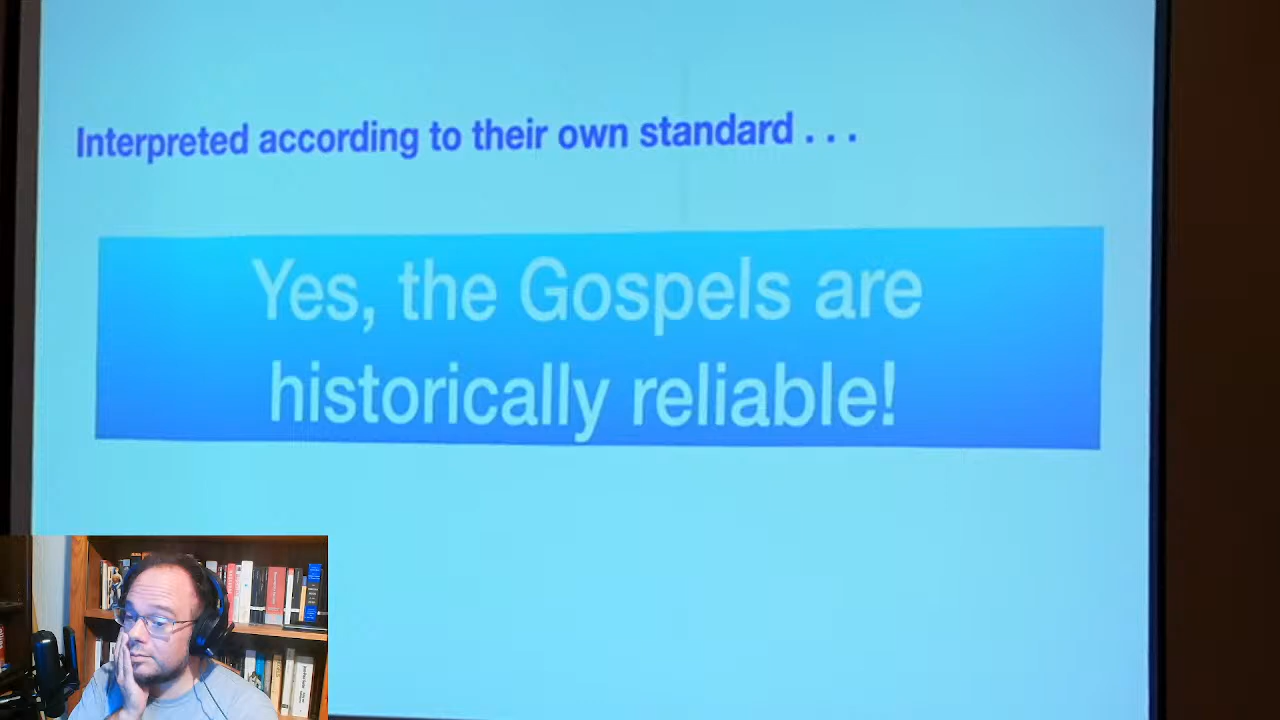 Interpreted according to their own standard . . .
Yes, the Gospels are
historically reliable!